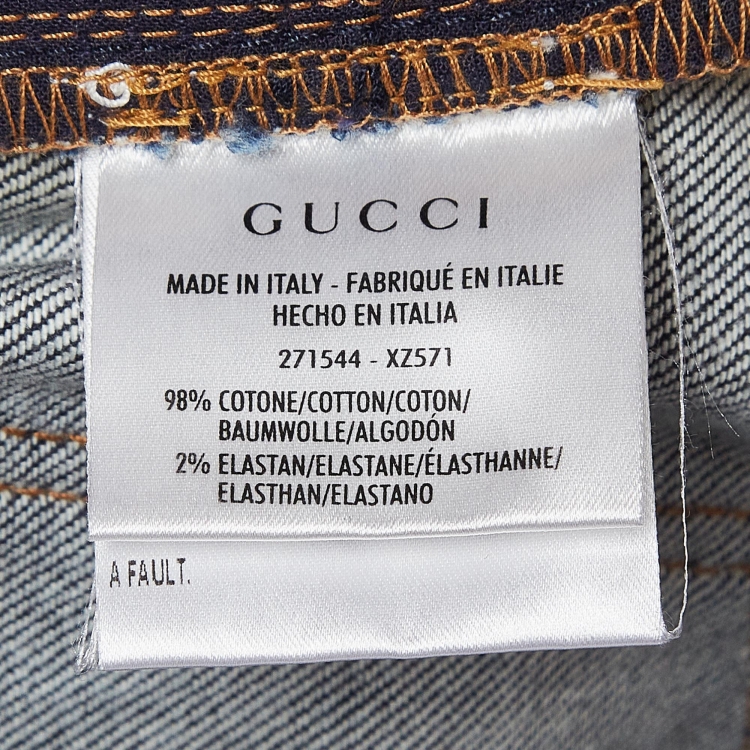 GUCCI
MADE IN ITALY - FABRIQUÉ EN ITALIE
HECHO EN ITALIA
271544 - XZ571
98% COTONE/COTTON/COTON/
BAUMWOLLE/ALGODÓN
2% ELASTAN/ELASTANE/ÉLASTHANNE/
ELASTHAN/ELASTANO
A FAULT.